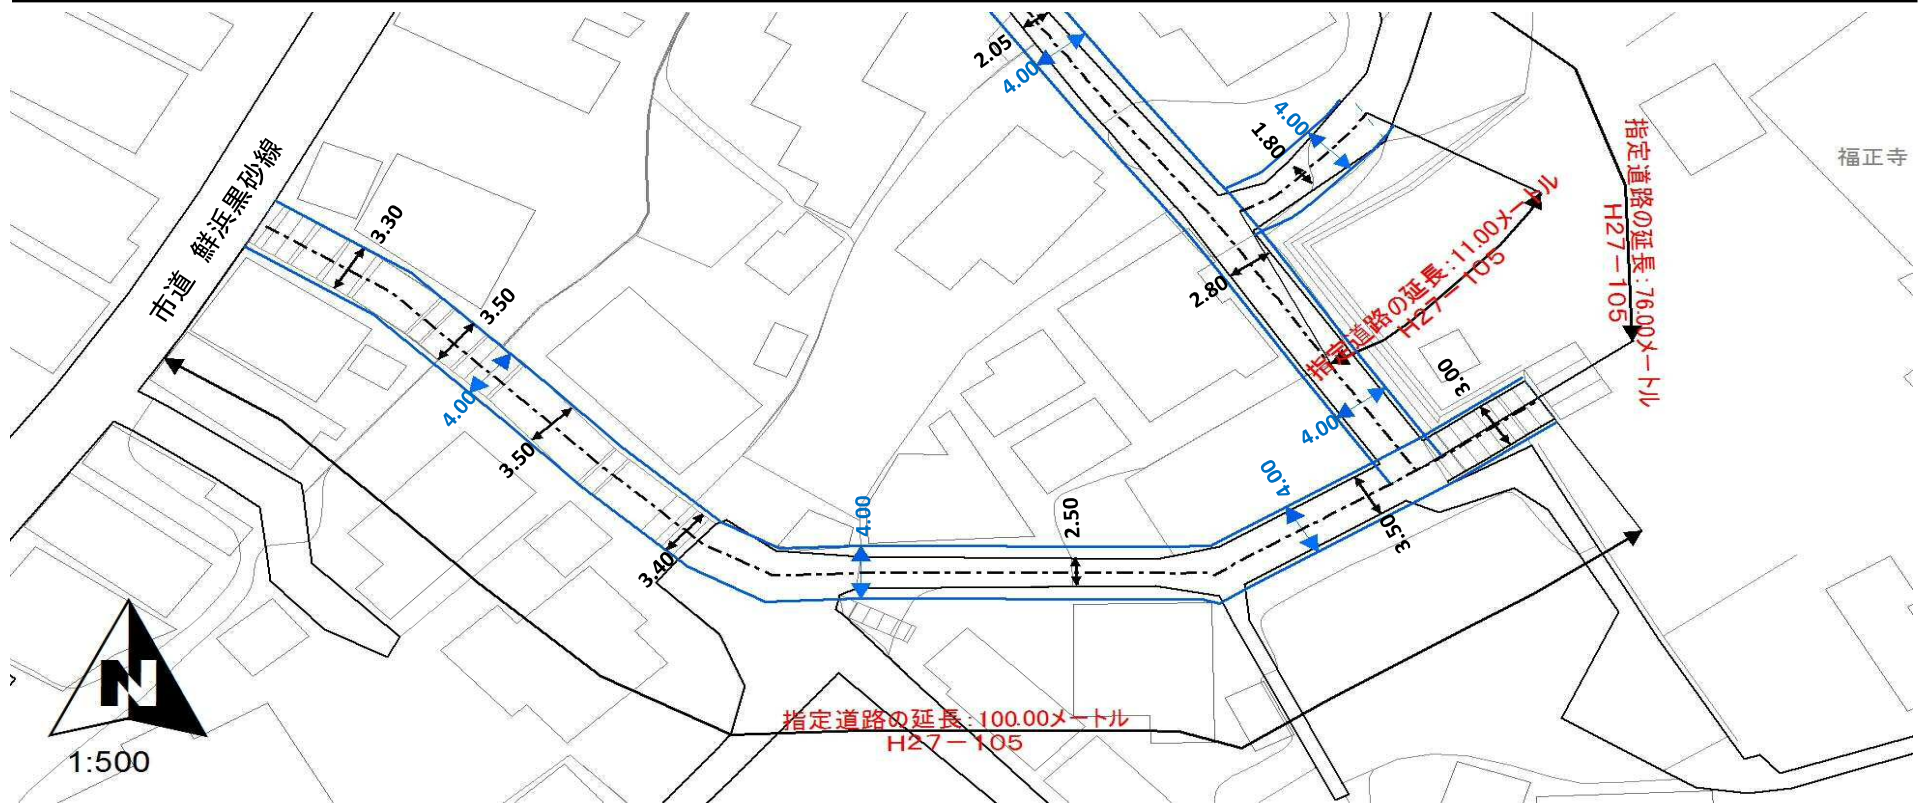 2.05
4.00
4.00
1.80
指定道路の延長:76.00メートル
H27-105
福正寺
市道 鮮浜黒砂線
3.30
3.50
2.80
指定道路の延長:11.00メートル
H27-105
4.00
3.50
4.00
3.00
4.00
3.50
4.00
2.50
3.40
指定道路の延長:100.00メートル
H27-105
N
1:500